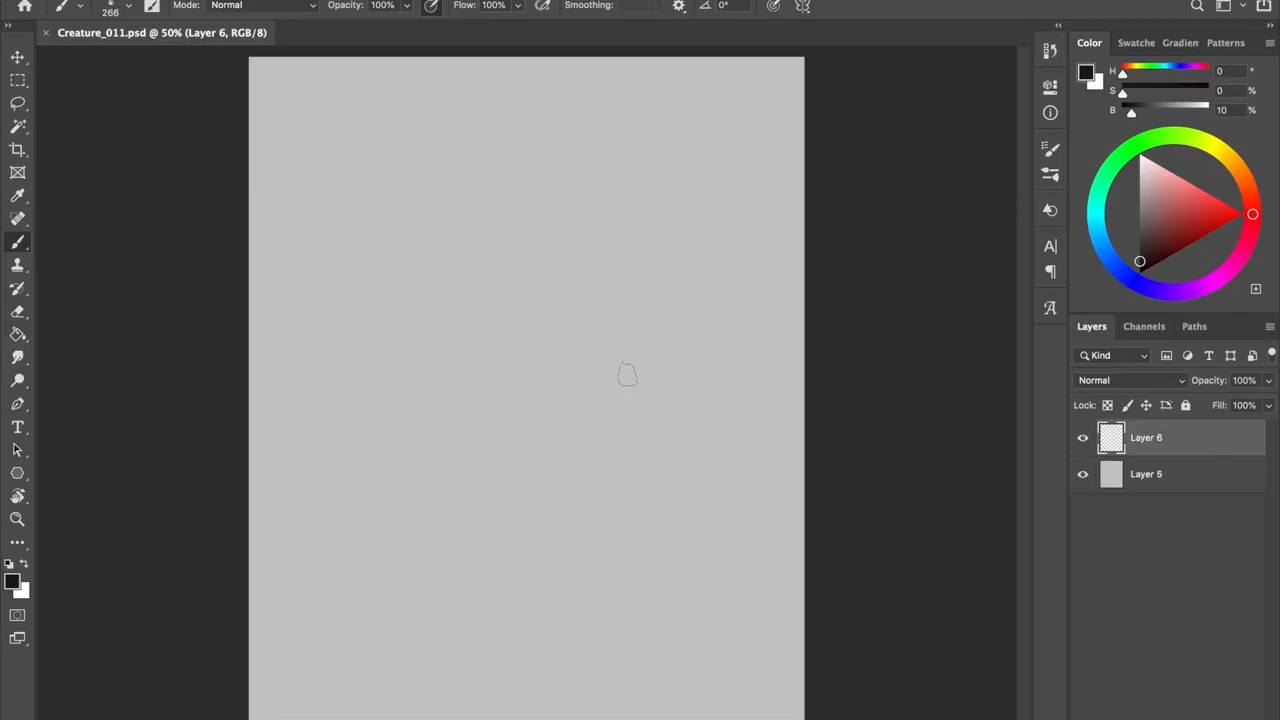 266
Mode: Normal
Opacity: 100%
Flow: 100%
Smoothing:
0°
Creature_011.psd @ 50% (Layer 6, RGB/8)
Color
Swatche
Gradien
Patterns
H 0 °
S 0 %
B 10 %
Layers
Channels
Paths
Kind
Normal
Opacity: 100%
Lock:
Fill: 100%
Layer 6
Layer 5